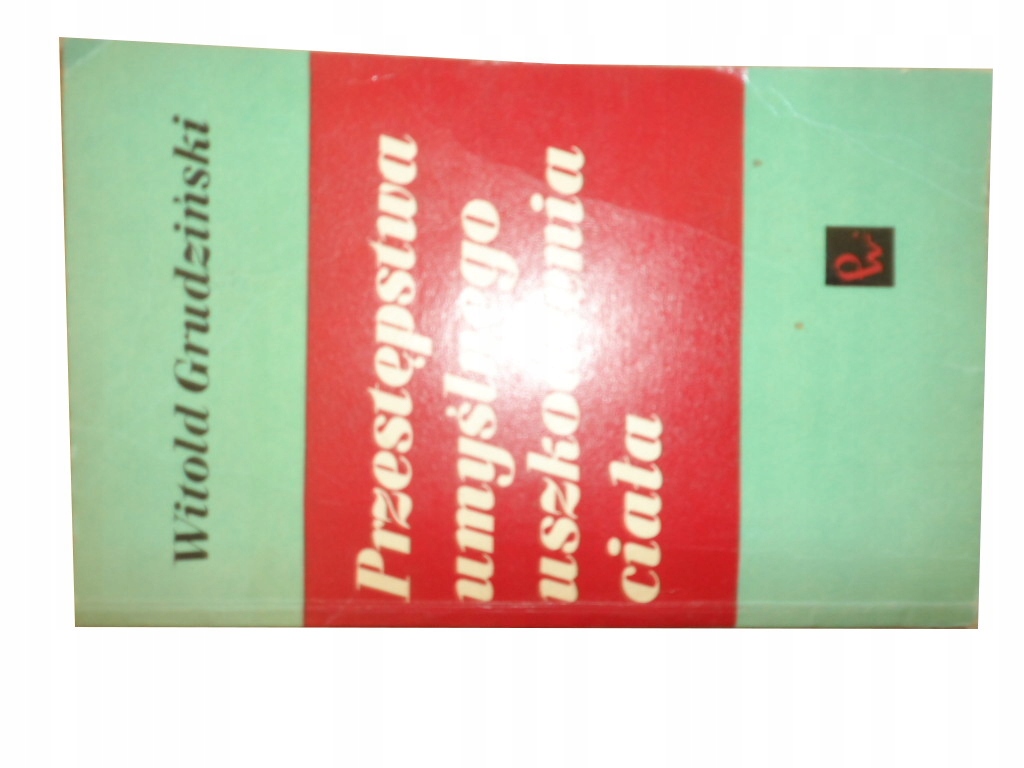 Witold Grudziński
Przestępstwa
umyślnego
uszkodzenia
ciała